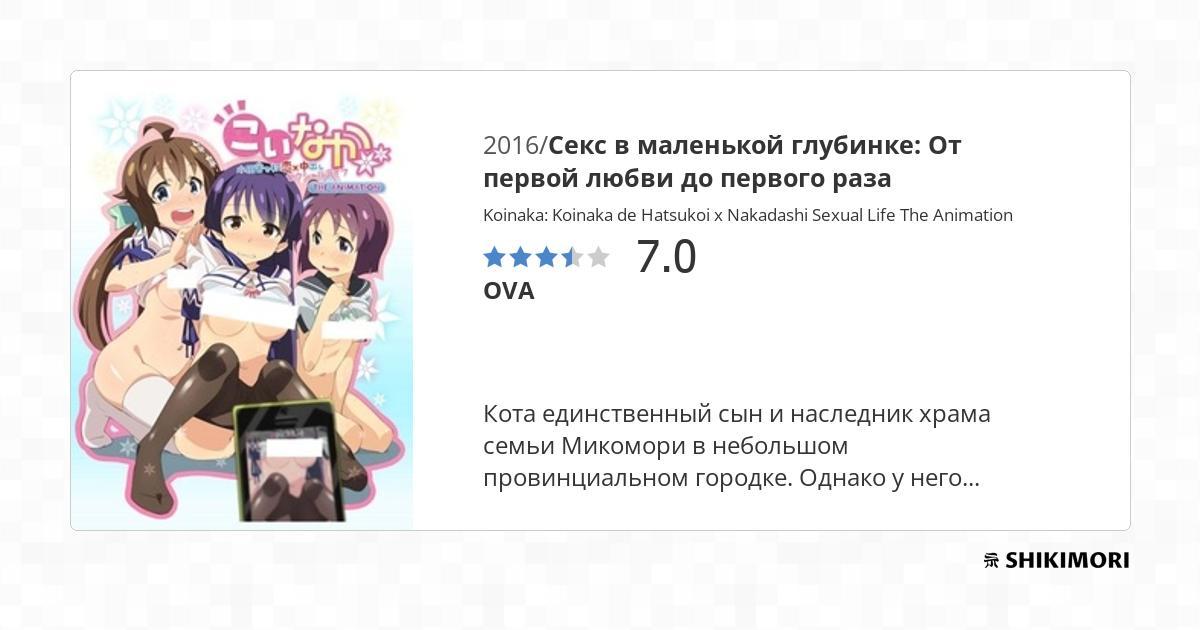 こいなか
THE ANIMATION
2016/Секс в маленькой глубинке: От
первой любви до первого раза
Koinaka: Koinaka de Hatsukoi x Nakadashi Sexual Life The Animation
7.0
OVA
Кота единственный сын и наследник храма
семьи Микомори в небольшом
провинциальном городке. Однако у него...
SHIKIMORI